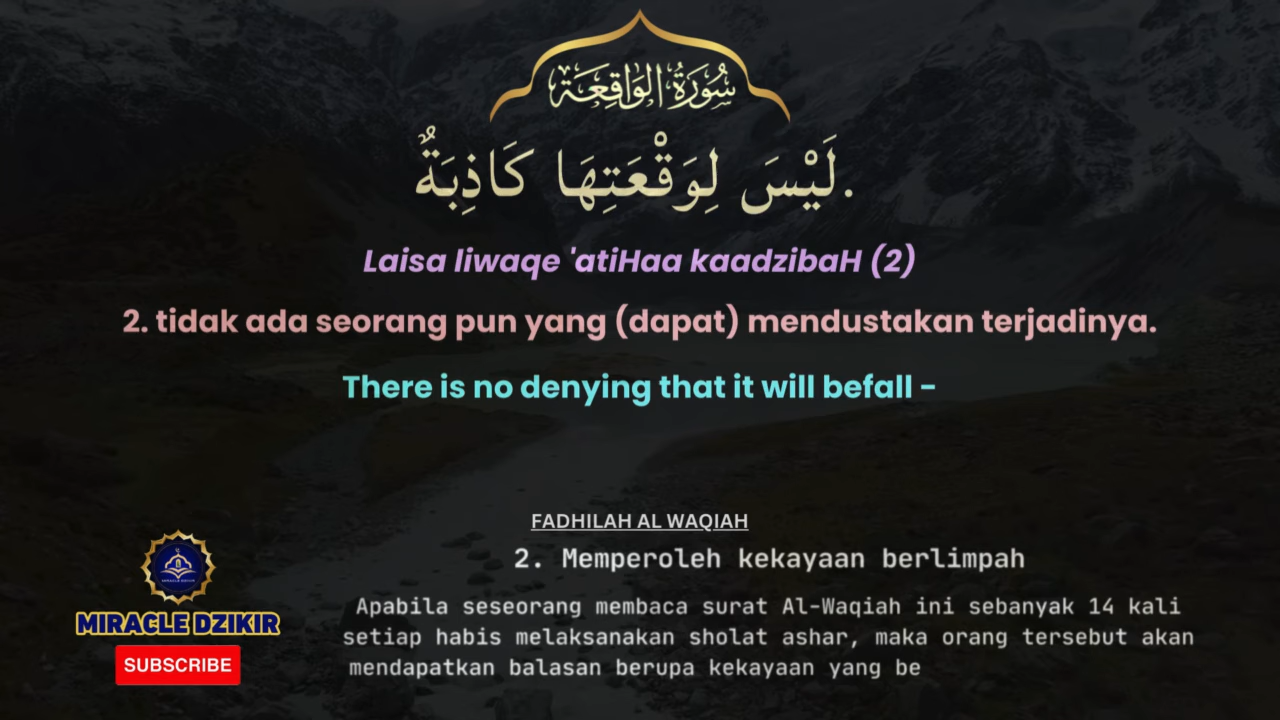 سُورَةُ الوَاقِعَة
لَيْسَ لِوَقْعَتِهَا كَاذِبَةٌ.
Laisa liwaqe 'atiHaa kaadzibaH (2)
2. tidak ada seorang pun yang (dapat) mendustakan terjadinya.
There is no denying that it will befall -
FADHILAH AL WAQIAH
2. Memperoleh kekayaan berlimpah
Apabila seseorang membaca surat Al-Waqiah ini sebanyak 14 kali
setiap habis melaksanakan sholat ashar, maka orang tersebut akan
mendapatkan balasan berupa kekayaan yang be
MIRACLE DZIKIR
SUBSCRIBE